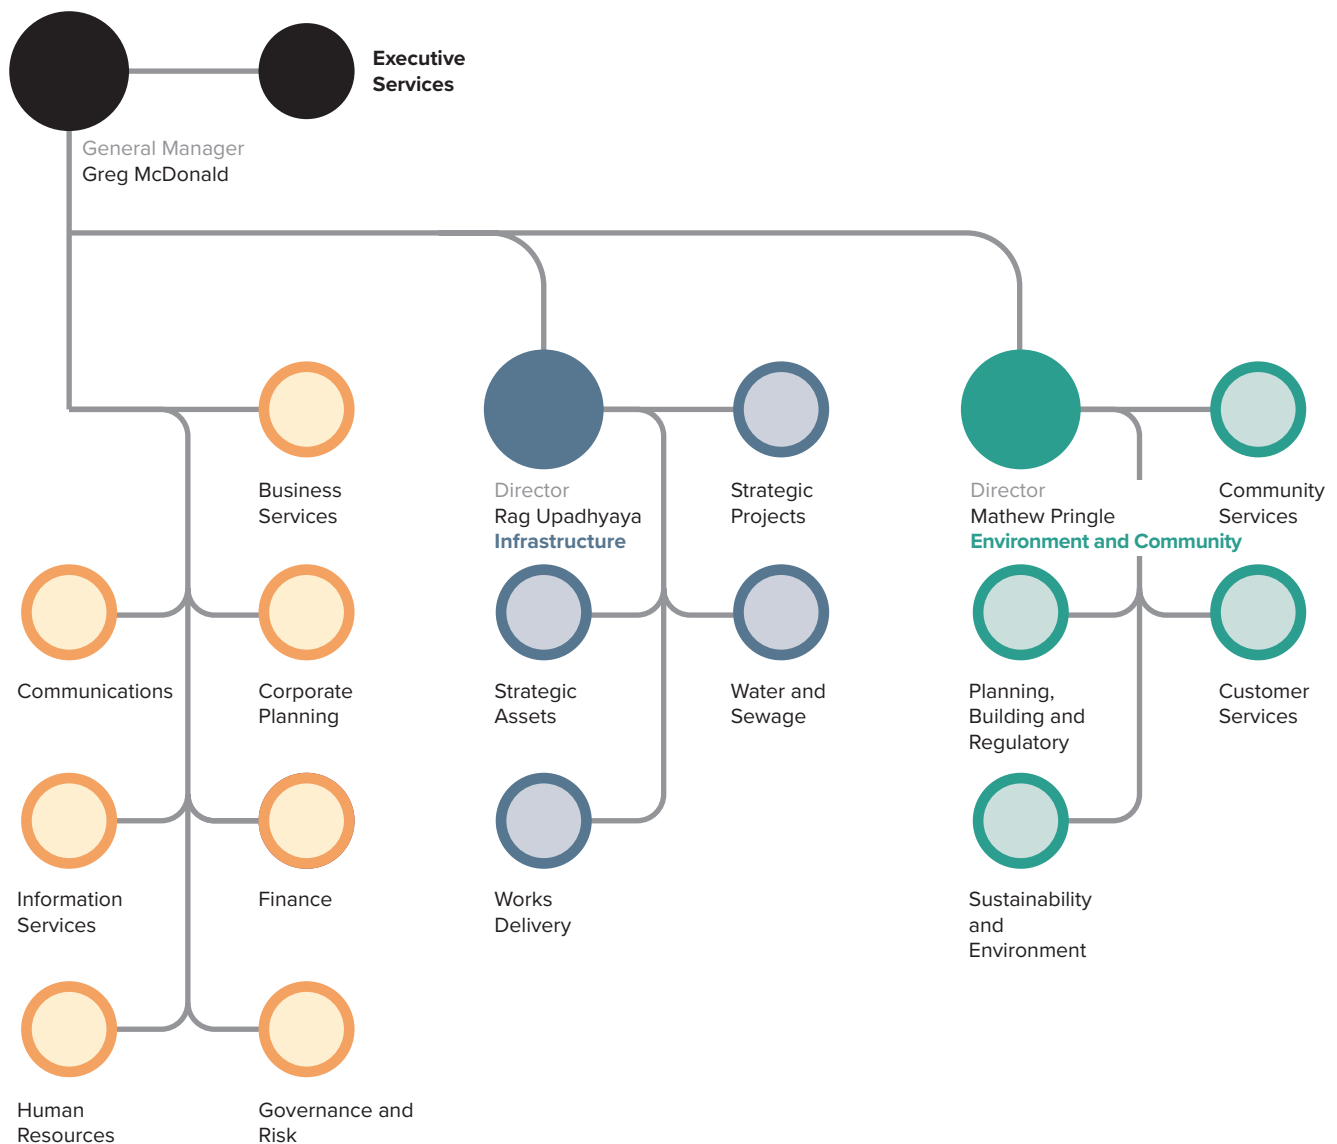 Executive
Services
General Manager
Greg McDonald
Business
Services
Director
Rag Upadhyaya
Infrastructure
Strategic
Projects
Director
Mathew Pringle
Environment and Community
Community
Services
Communications
Corporate
Planning
Strategic
Assets
Water and
Sewage
Planning,
Building and
Regulatory
Customer
Services
Information
Services
Finance
Works
Delivery
Sustainability
and
Environment
Human
Resources
Governance and
Risk